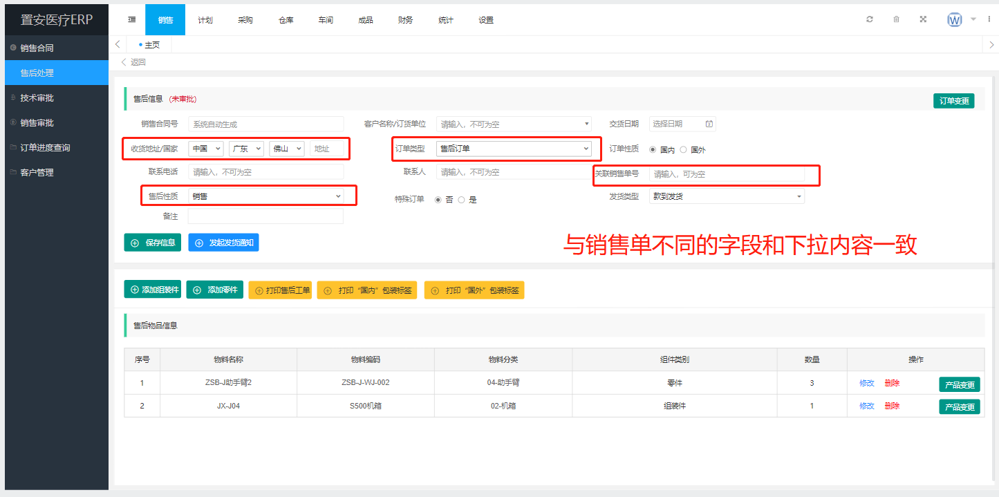 置安医疗ERP
销售 计划 采购 仓库 车间 成品 财务 统计 设置
主页
返回
销售合同
售后处理
技术审批
销售审批
订单进度查询
客户管理
售后信息 (未审批) 订单变更
销售合同号 系统自动生成 客户名称/订货单位 请输入，不可为空 交货日期 选择日期
收货地址/国家 中国 广东 佛山 地址 订单类型 售后订单 订单性质 国内 国外
联系电话 请输入，不可为空 联系人 请输入，不可为空 关联销售单号 请输入，可为空
售后性质 销售 特殊订单 否 是 发货类型 款到发货
备注
保存信息 发起发货通知
与销售单不同的字段和下拉内容一致
添加组装件 添加零件 打印售后工单 打印“国内”包装标签 打印“国外”包装标签
售后物品信息
序号 物料名称 物料编码 物料分类 组件类别 数量 操作
1 ZSB-J助手臂2 ZSB-J-WJ-002 04-助手臂 零件 3 修改 删除 产品变更
2 JX-J04 S500机箱 02-机箱 组装件 1 修改 删除 产品变更